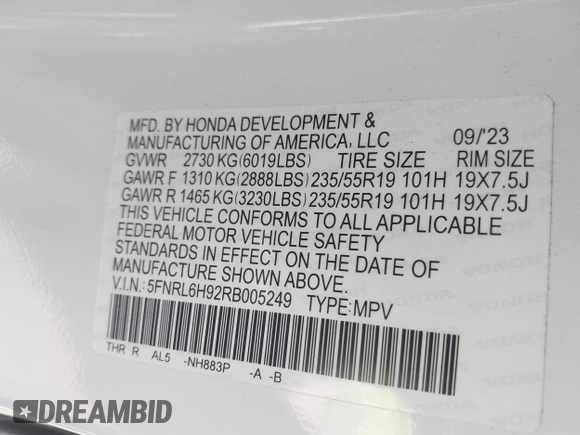 MFD. BY HONDA DEVELOPMENT &
MANUFACTURING OF AMERICA, LLC 09/'23
GVWR 2730 KG(6019LBS) TIRE SIZE RIM SIZE
GAWR F 1310 KG(2888LBS) 235/55R19 101H 19X7.5J
GAWR R 1465 KG(3230LBS) 235/55R19 101H 19X7.5J
THIS VEHICLE CONFORMS TO ALL APPLICABLE
FEDERAL MOTOR VEHICLE SAFETY
STANDARDS IN EFFECT ON THE DATE OF
MANUFACTURE SHOWN ABOVE.
V.I.N.:5FNRL6H92RB005249 TYPE:MPV
THR R AL5 -NH883P -A -B
DREAMBID